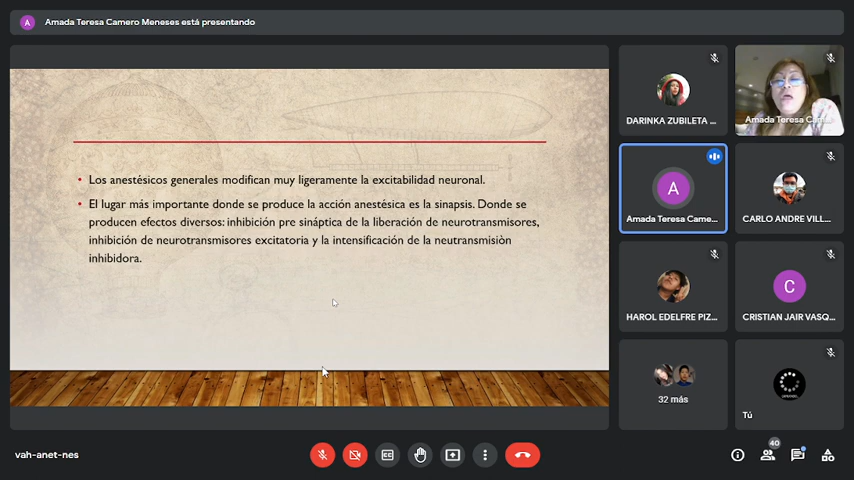 A
Amada Teresa Camero Meneses está presentando
• Los anestésicos generales modifican muy ligeramente la excitabilidad neuronal.
• El lugar más importante donde se produce la acción anestésica es la sinapsis. Donde se
producen efectos diversos: inhibición pre sináptica de la liberación de neurotransmisores,
inhibición de neurotransmisores excitatoria y la intensificación de la neutransmisiòn
inhibidora.
DARINKA ZUBILETA ...
Amada Teresa Cam...
A
Amada Teresa Came...
CARLO ANDRE VILL...
HAROL EDELFRE PIZ...
C
CRISTIAN JAIR VASQ...
32 más
Tú
vah-anet-nes
40